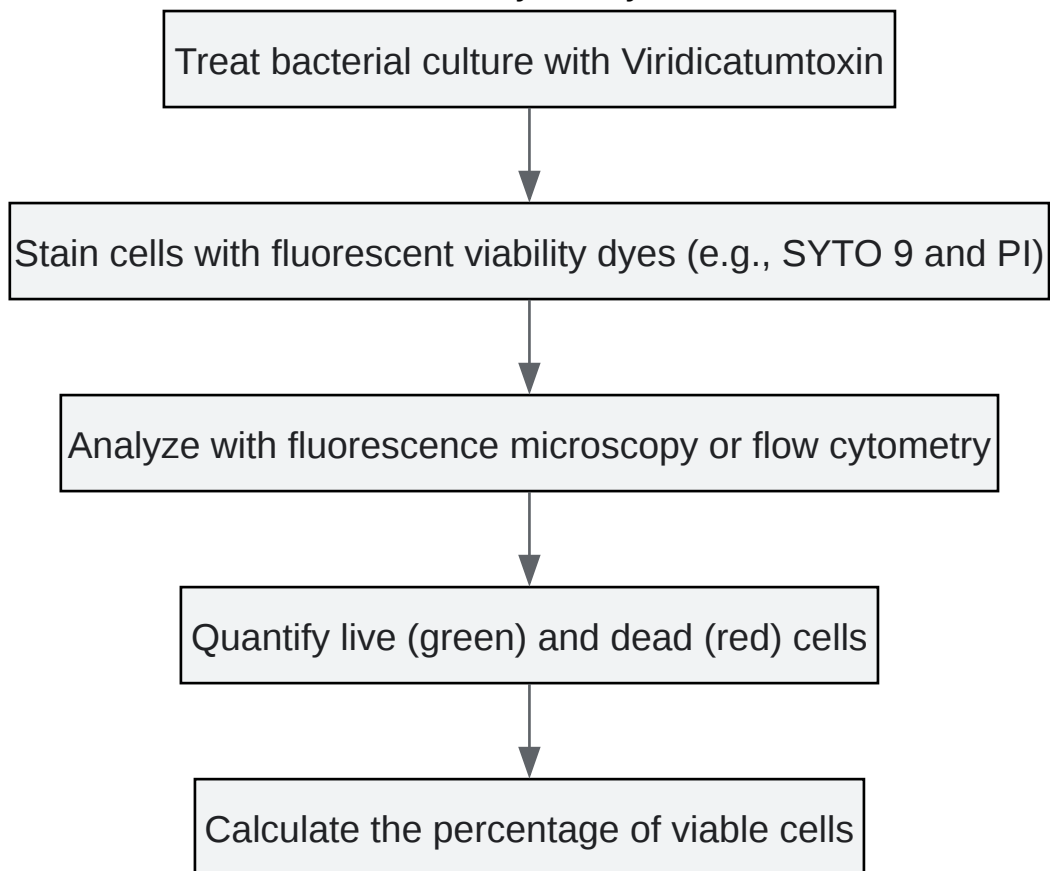 Treat bacterial culture with Viridicatumtoxin
Stain cells with fluorescent viability dyes (e.g., SYTO 9 and PI)
Analyze with fluorescence microscopy or flow cytometry
Quantify live (green) and dead (red) cells
Calculate the percentage of viable cells